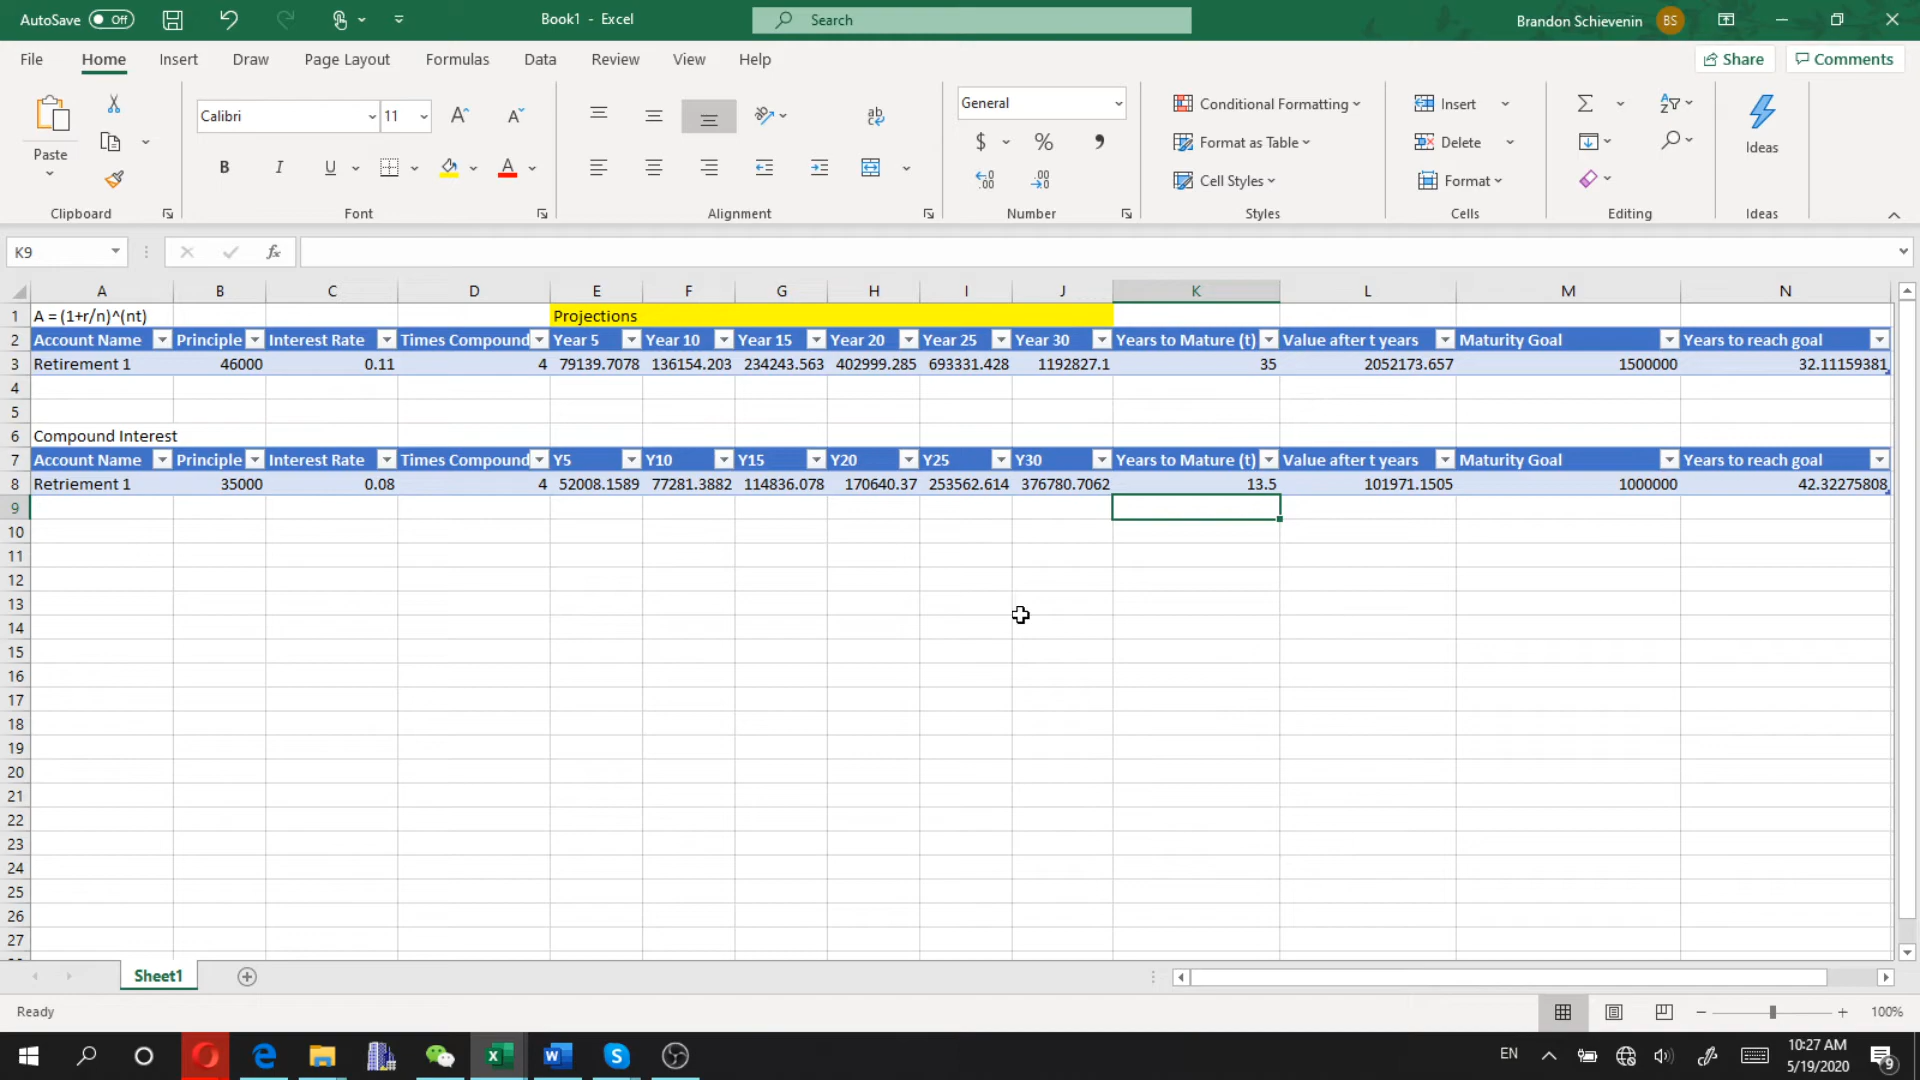 AutoSave Off Book1 - Excel Search Brandon Schievenin BS
File Home Insert Draw Page Layout Formulas Data Review View Help Share Comments
Calibri 11 General Conditional Formatting Insert
Paste Format as Table Delete Ideas
B I U A $ % Cell Styles Format
Clipboard Font Alignment Number Styles Cells Editing Ideas
K9 fx
A B C D E F G H I J K L M N
1 A = (1+r/n)^(nt) Projections
2 Account Name Principle Interest Rate Times Compound Year 5 Year 10 Year 15 Year 20 Year 25 Year 30 Years to Mature (t) Value after t years Maturity Goal Years to reach goal
3 Retirement 1 46000 0.11 4 79139.7078 136154.203 234243.563 402999.285 693331.428 1192827.1 35 2052173.657 1500000 32.11159381
4
5
6 Compound Interest
7 Account Name Principle Interest Rate Times Compound Y5 Y10 Y15 Y20 Y25 Y30 Years to Mature (t) Value after t years Maturity Goal Years to reach goal
8 Retriement 1 35000 0.08 4 52008.1589 77281.3882 114836.078 170640.37 253562.614 376780.7062 13.5 101971.1505 1000000 42.32275808
9
10
11
12
13
14
15
16
17
18
19
20
21
22
23
24
25
26
27
Sheet1
Ready 100%
EN 10:27 AM
5/19/2020 9